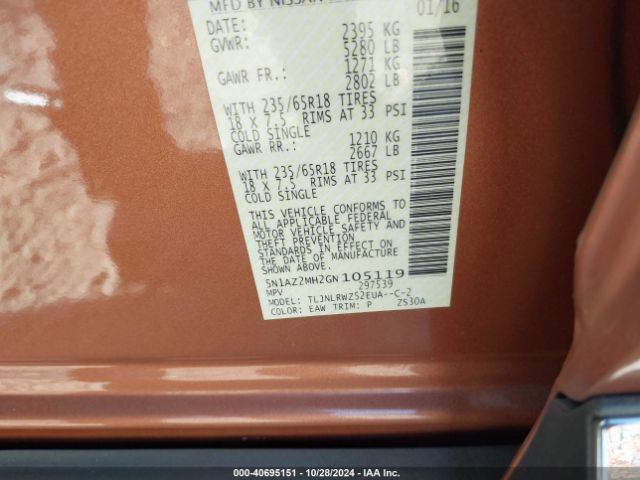 MFD BY NISSAN 01/16
DATE: 2395 KG
GVWR: 5280 LB
GAWR FR.: 1271 KG
2802 LB
WITH 235/65R18 TIRES
18 X 7.5 RIMS AT 33 PSI
COLD SINGLE
GAWR RR.: 1210 KG
2667 LB
WITH 235/65R18 TIRES
18 X 7.5 RIMS AT 33 PSI
COLD SINGLE
THIS VEHICLE CONFORMS TO
ALL APPLICABLE FEDERAL
MOTOR VEHICLE SAFETY AND
THEFT PREVENTION
STANDARDS IN EFFECT ON
THE DATE OF MANUFACTURE
SHOWN ABOVE.
5N1AZ2MH2GN105119
MPV 297539
MODEL: TLJNLRWZ52EUA--C-2
COLOR: EAW TRIM: P ZS30A
000-40695151 - 10/28/2024 - IAA Inc.